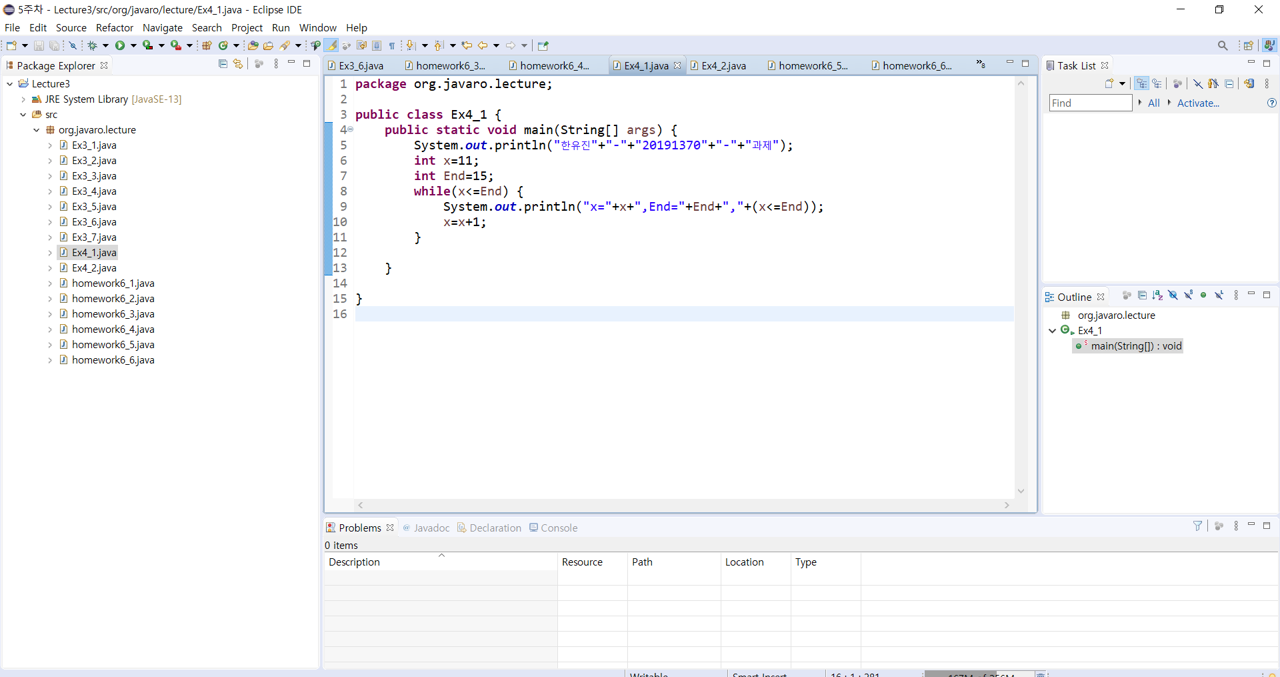 5주차 - Lecture3/src/org/javaro/lecture/Ex4_1.java - Eclipse IDE
File Edit Source Refactor Navigate Search Project Run Window Help
Package Explorer
Lecture3
JRE System Library [JavaSE-13]
src
org.javaro.lecture
Ex3_1.java
Ex3_2.java
Ex3_3.java
Ex3_4.java
Ex3_5.java
Ex3_6.java
Ex3_7.java
Ex4_1.java
Ex4_2.java
homework6_1.java
homework6_2.java
homework6_3.java
homework6_4.java
homework6_5.java
homework6_6.java
Ex3_6.java homework6_3... homework6_4... Ex4_1.java Ex4_2.java homework6_5... homework6_6... »8
1 package org.javaro.lecture;
2
3 public class Ex4_1 {
4 public static void main(String[] args) {
5 System.out.println("한유진"+"-"+"20191370"+"-"+"과제");
6 int x=11;
7 int End=15;
8 while(x<=End) {
9 System.out.println("x="+x+",End="+End+","+(x<=End));
10 x=x+1;
11 }
12
13 }
14
15 }
16
Task List
Find All Activate...
Outline
org.javaro.lecture
Ex4_1
main(String[]) : void
Problems Javadoc Declaration Console
0 items
Description Resource Path Location Type
Writable Smart Insert 16 : 1 : 281